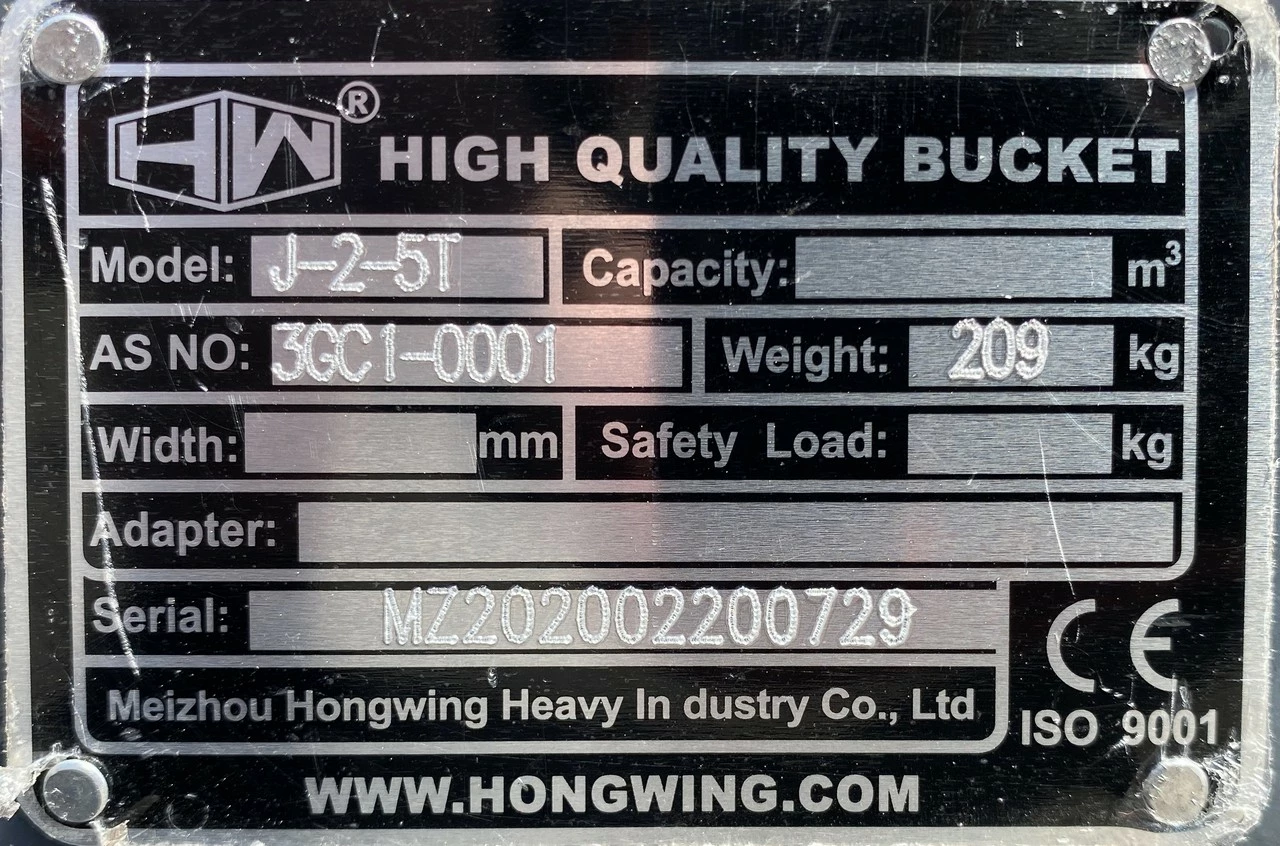 HW® HIGH QUALITY BUCKET
Model: J-2-5T Capacity: m³
AS NO: 3GC1-0001 Weight: 209 kg
Width: mm Safety Load: kg
Adapter:
Serial: MZ202002200729
Meizhou Hongwing Heavy In dustry Co., Ltd
CE
ISO 9001
WWW.HONGWING.COM